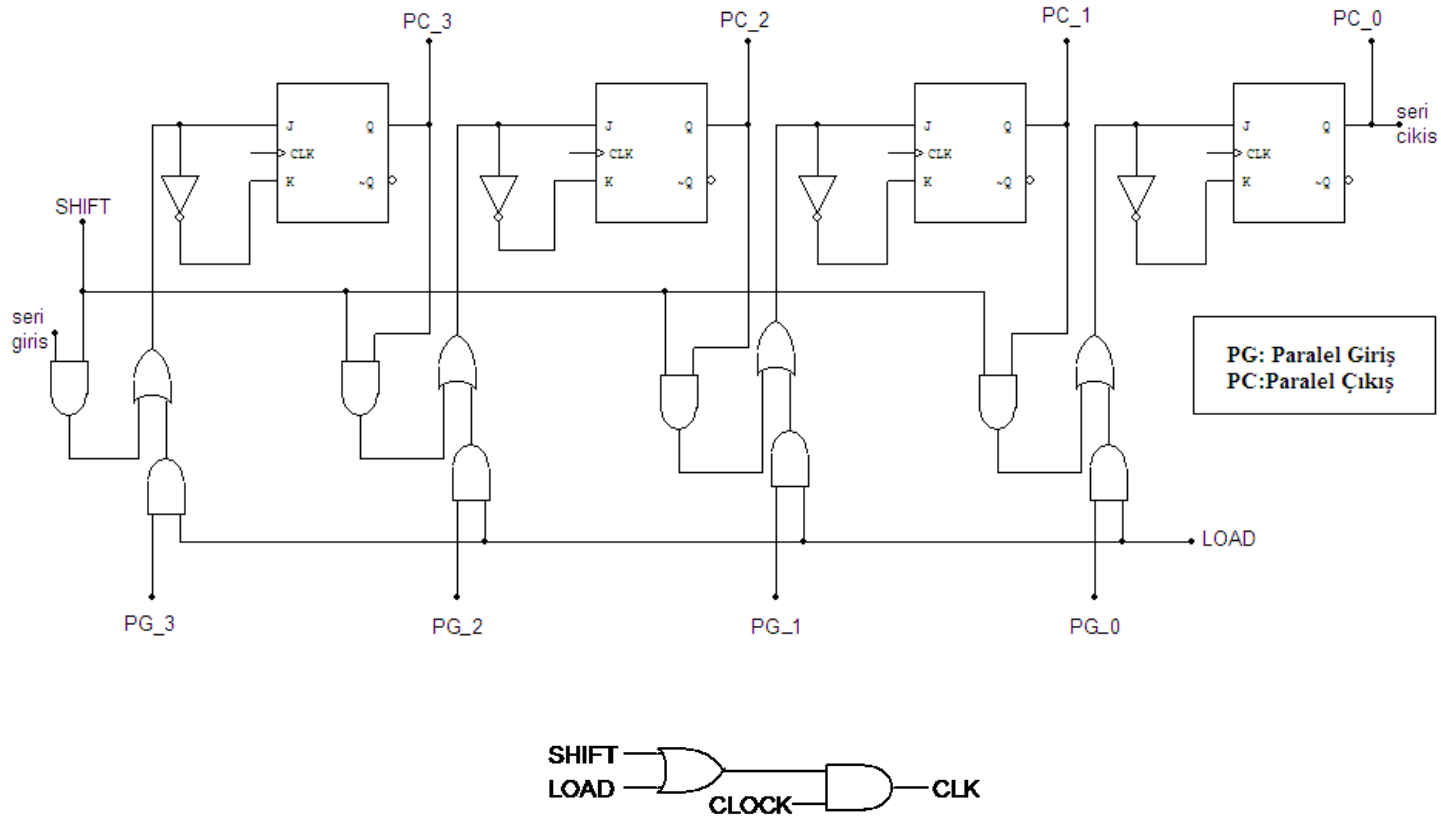 PC_3
PC_2
PC_1
PC_0
J Q
CLK
K ~Q
J Q
CLK
K ~Q
J Q
CLK
K ~Q
J Q
CLK
K ~Q
seri
cikis
SHIFT
seri
giris
PG: Paralel Giriş
PC:Paralel Çıkış
LOAD
PG_3
PG_2
PG_1
PG_0
SHIFT
LOAD
CLOCK
CLK